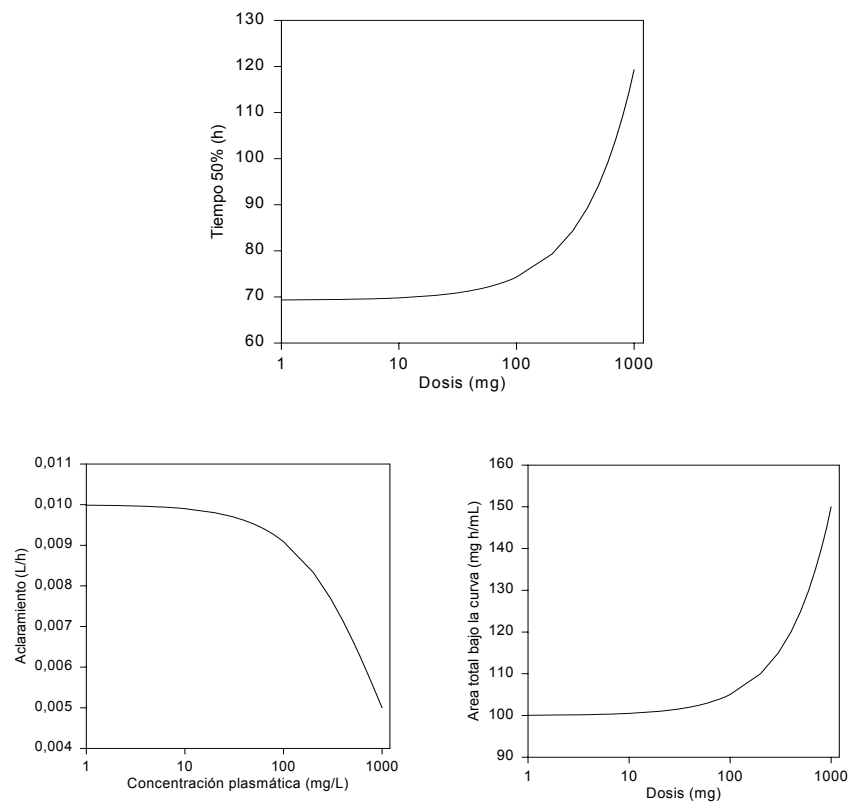 130
120
110
100
90
80
70
60
Tiempo 50% (h)
1 10 100 1000
Dosis (mg)
0,011
0,010
0,009
0,008
0,007
0,006
0,005
0,004
Aclaramiento (L/h)
1 10 100 1000
Concentración plasmática (mg/L)
160
150
140
130
120
110
100
90
Area total bajo la curva (mg h/mL)
1 10 100 1000
Dosis (mg)